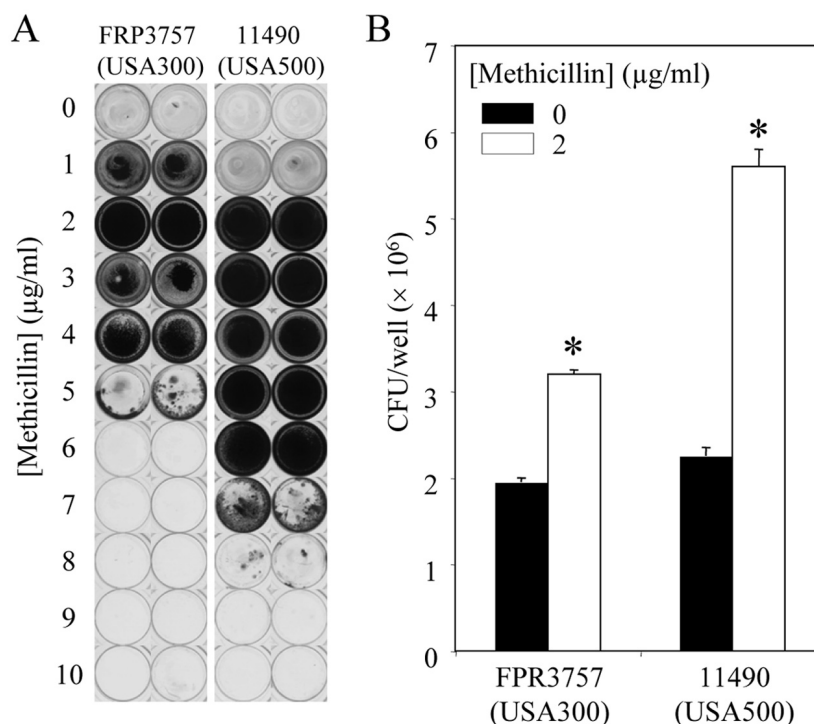 A
FRP3757
(USA300)
11490
(USA500)
[Methicillin] (µg/ml)
0
1
2
3
4
5
6
7
8
9
10
B
[Methicillin] (µg/ml)
0
2
CFU/well (× 10⁶)
7
6
5
4
3
2
1
0
*
*
FPR3757
(USA300)
11490
(USA500)